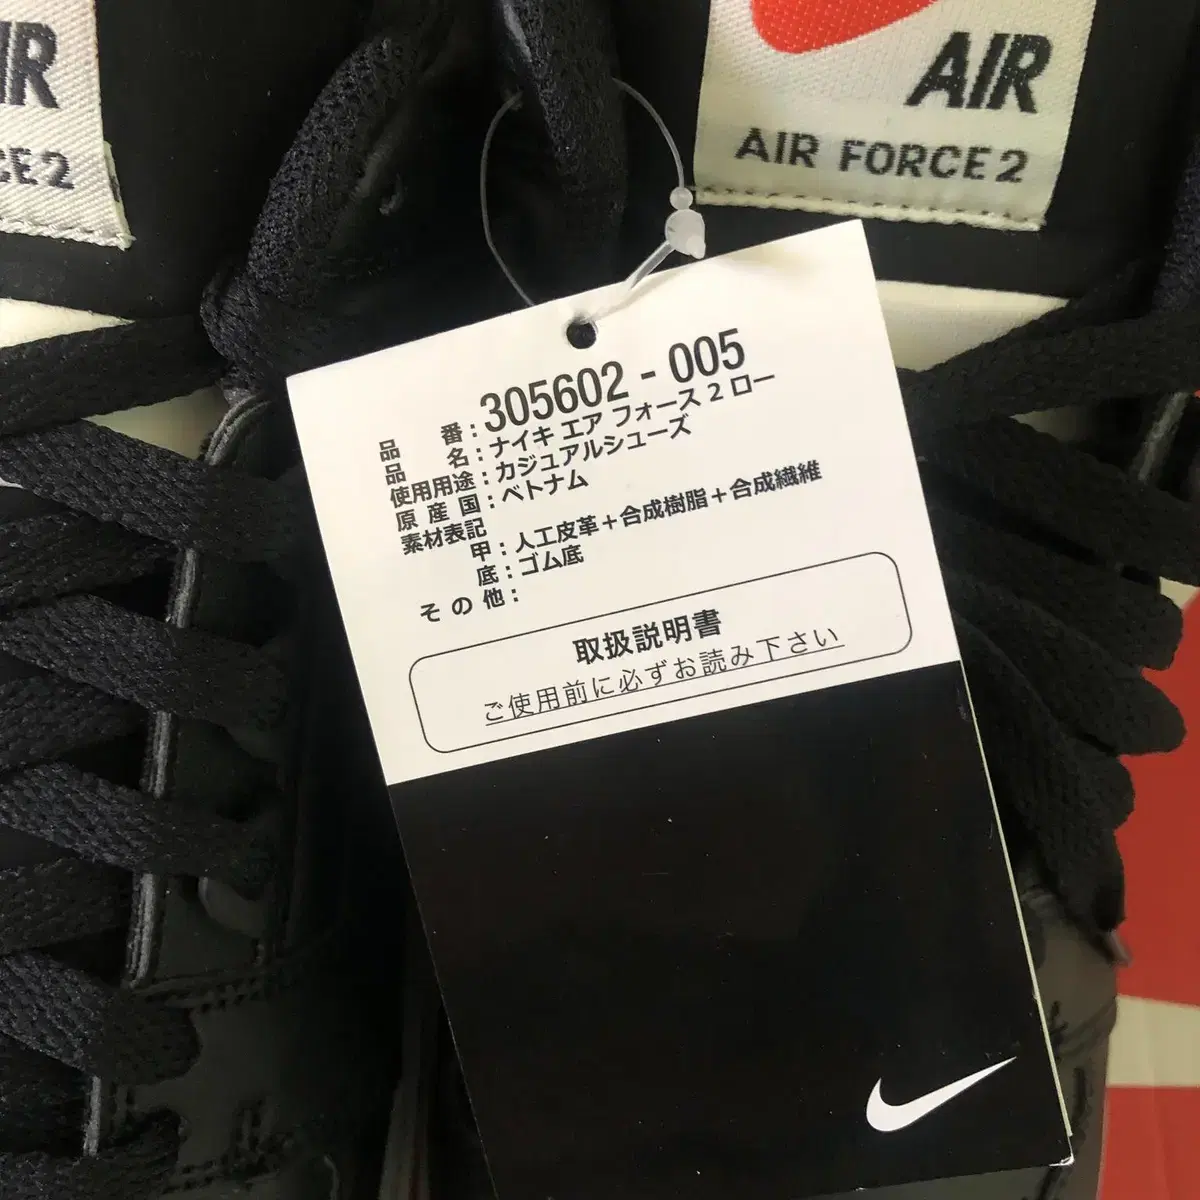 IR
CE2
AIR
AIR FORCE 2
品 番：305602 - 005
品 名：ナイキ エア フォース 2 ロー
使用用途：カジュアルシューズ
原 産 国：ベトナム
素材表記
甲：人工皮革＋合成樹脂＋合成繊維
底：ゴム底
そ の 他：
取扱説明書
ご使用前に必ずお読み下さい